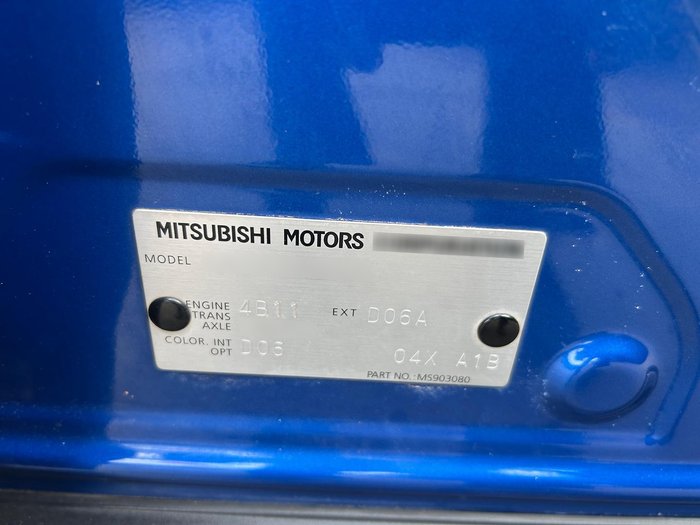 MITSUBISHI MOTORS
MODEL
ENGINE 4B11 EXT D06A
TRANS
AXLE
COLOR. INT D06 04X A1B
OPT
PART NO.: MS903080